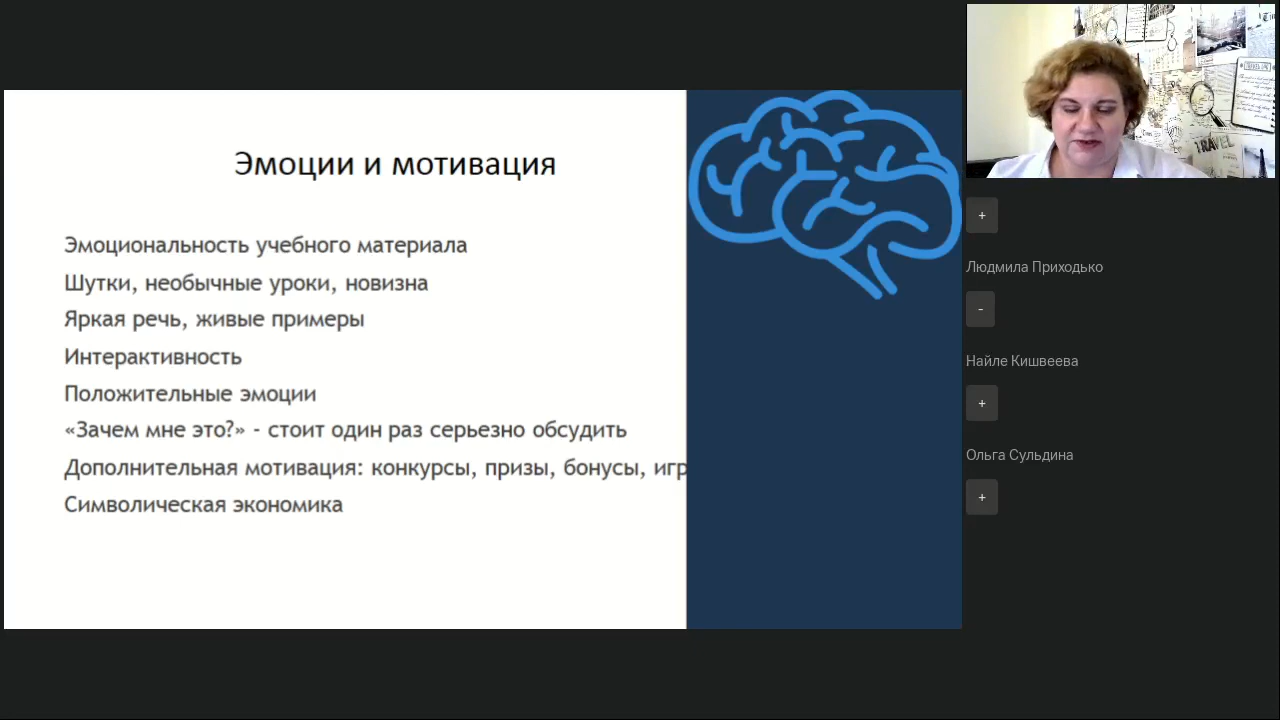 Эмоции и мотивация
Эмоциональность учебного материала
Шутки, необычные уроки, новизна
Яркая речь, живые примеры
Интерактивность
Положительные эмоции
«Зачем мне это?» - стоит один раз серьезно обсудить
Дополнительная мотивация: конкурсы, призы, бонусы, игр
Символическая экономика
TRAVEL
+
Людмила Приходько
-
Найле Кишвеева
+
Ольга Сульдина
+